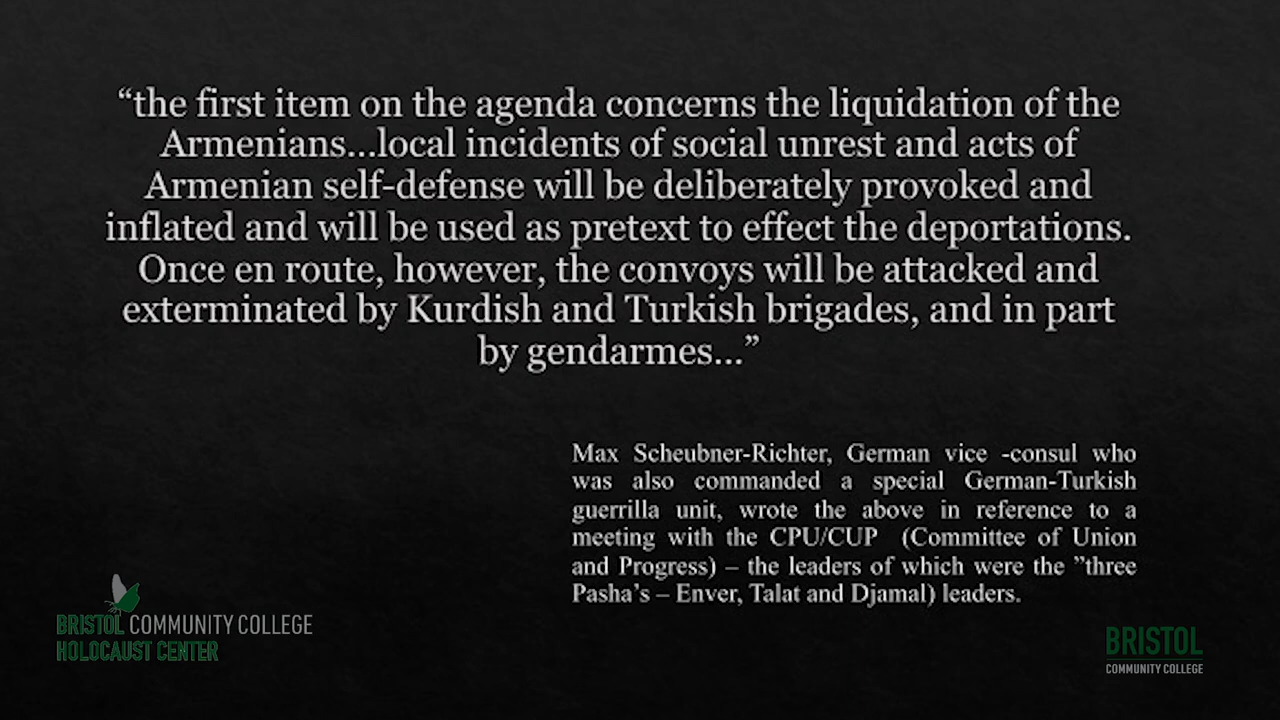 “the first item on the agenda concerns the liquidation of the
Armenians...local incidents of social unrest and acts of
Armenian self-defense will be deliberately provoked and
inflated and will be used as pretext to effect the deportations.
Once en route, however, the convoys will be attacked and
exterminated by Kurdish and Turkish brigades, and in part
by gendarmes...”
Max Scheubner-Richter, German vice -consul who
was also commanded a special German-Turkish
guerrilla unit, wrote the above in reference to a
meeting with the CPU/CUP (Committee of Union
and Progress) – the leaders of which were the ”three
Pasha’s – Enver, Talat and Djamal) leaders.
BRISTOL COMMUNITY COLLEGE
HOLOCAUST CENTER
BRISTOL
COMMUNITY COLLEGE